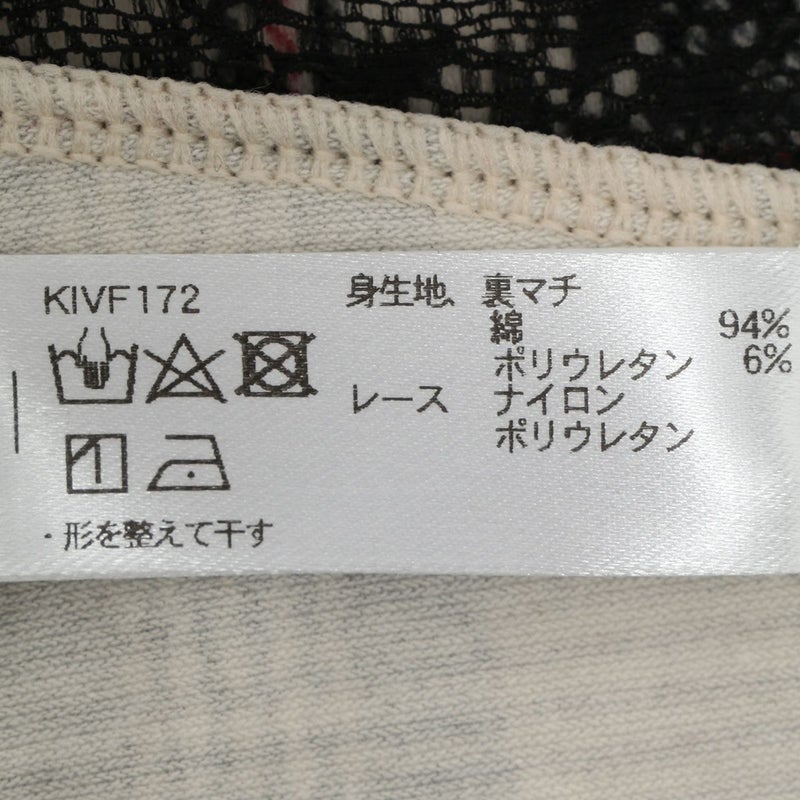 KIVF172
・形を整えて干す
身生地、裏マチ
綿 94%
ポリウレタン 6%
レース ナイロン
ポリウレタン